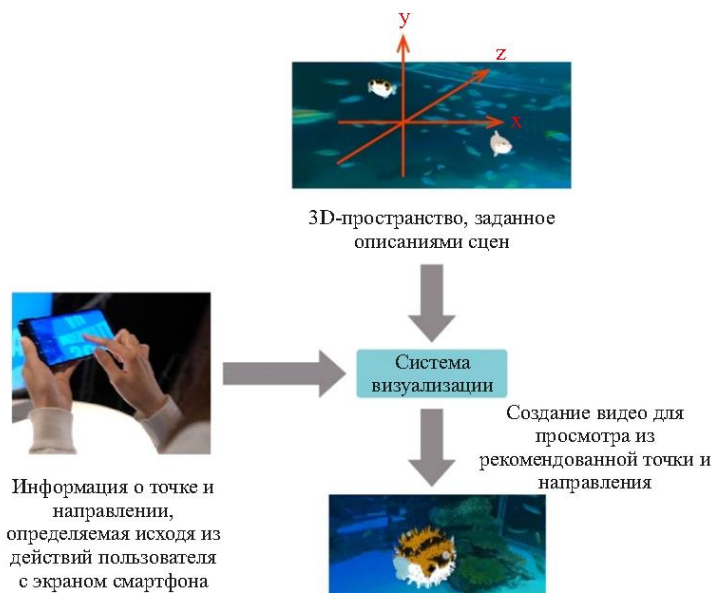 y
z
x
3D-пространство, заданное
описаниями сцен
Система
визуализации
Создание видео для
просмотра из
рекомендованной точки и
направления
Информация о точке и
направлении,
определяемая исходя из
действий пользователя
с экраном смартфона